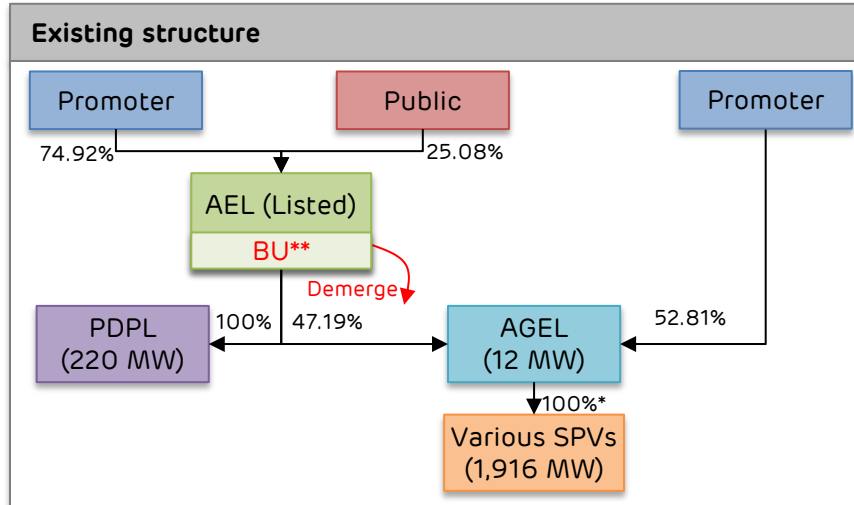 Existing structure
Promoter
Public
Promoter
74.92%
25.08%
AEL (Listed)
BU**
Demerge
PDPL
(220 MW)
100%
47.19%
AGEL
(12 MW)
52.81%
100%*
Various SPVs
(1,916 MW)